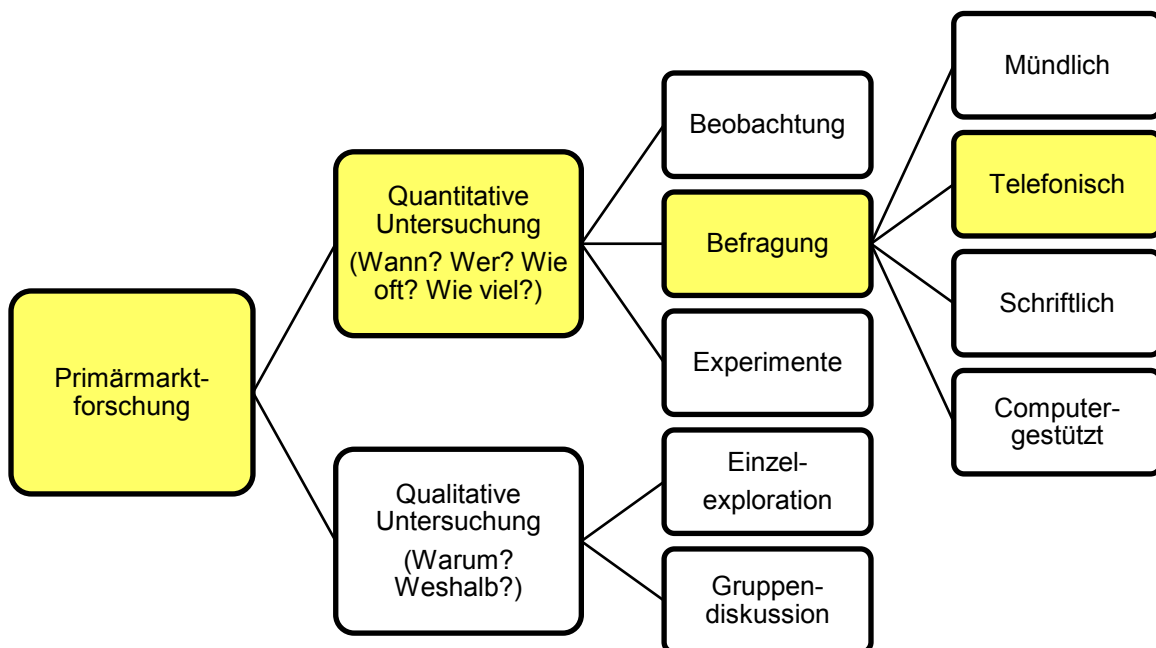 Primärmarkt-
forschung
Quantitative
Untersuchung
(Wann? Wer? Wie
oft? Wie viel?)
Qualitative
Untersuchung
(Warum?
Weshalb?)
Beobachtung
Befragung
Experimente
Einzel-
exploration
Gruppen-
diskussion
Mündlich
Telefonisch
Schriftlich
Computer-
gestützt